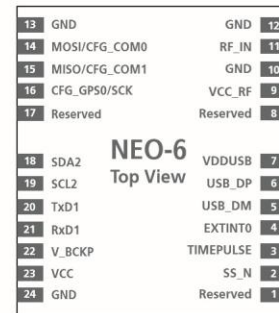 13 GND GND 12
14 MOSI/CFG_COM0 RF_IN 11
15 MISO/CFG_COM1 GND 10
16 CFG_GPS0/SCK VCC_RF 9
17 Reserved Reserved 8
NEO-6
Top View
18 SDA2 VDDUSB 7
19 SCL2 USB_DP 6
20 TxD1 USB_DM 5
21 RxD1 EXTINT0 4
22 V_BCKP TIMEPULSE 3
23 VCC SS_N 2
24 GND Reserved 1